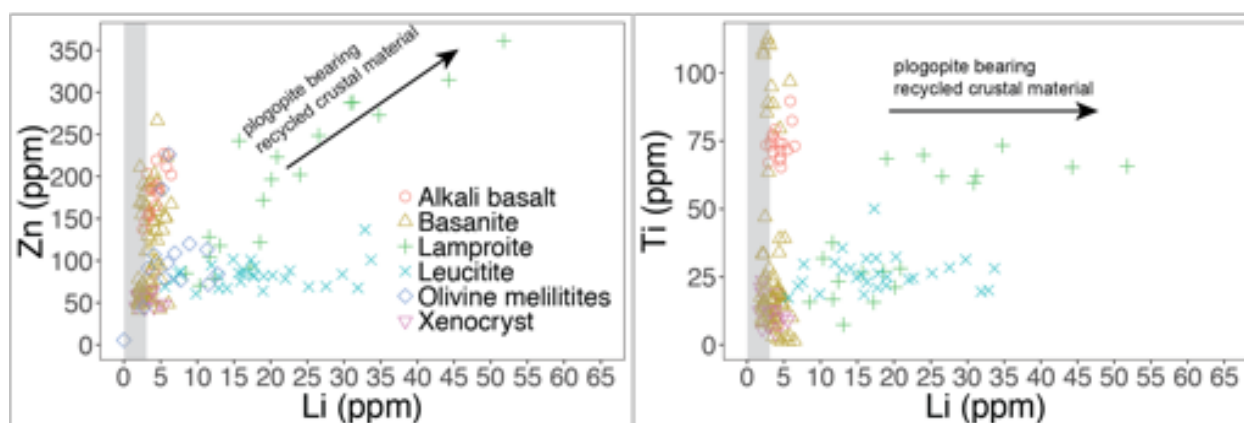 350
300
250
200
150
100
50
0
Zn (ppm)
plogopite bearing
recycled crustal material
Alkali basalt
Basanite
Lamproite
Leucitite
Olivine melilitites
Xenocryst
0 5 10 15 20 25 30 35 40 45 50 55 60 65
Li (ppm)
100
75
50
25
0
Ti (ppm)
plogopite bearing
recycled crustal material
0 5 10 15 20 25 30 35 40 45 50 55 60 65
Li (ppm)